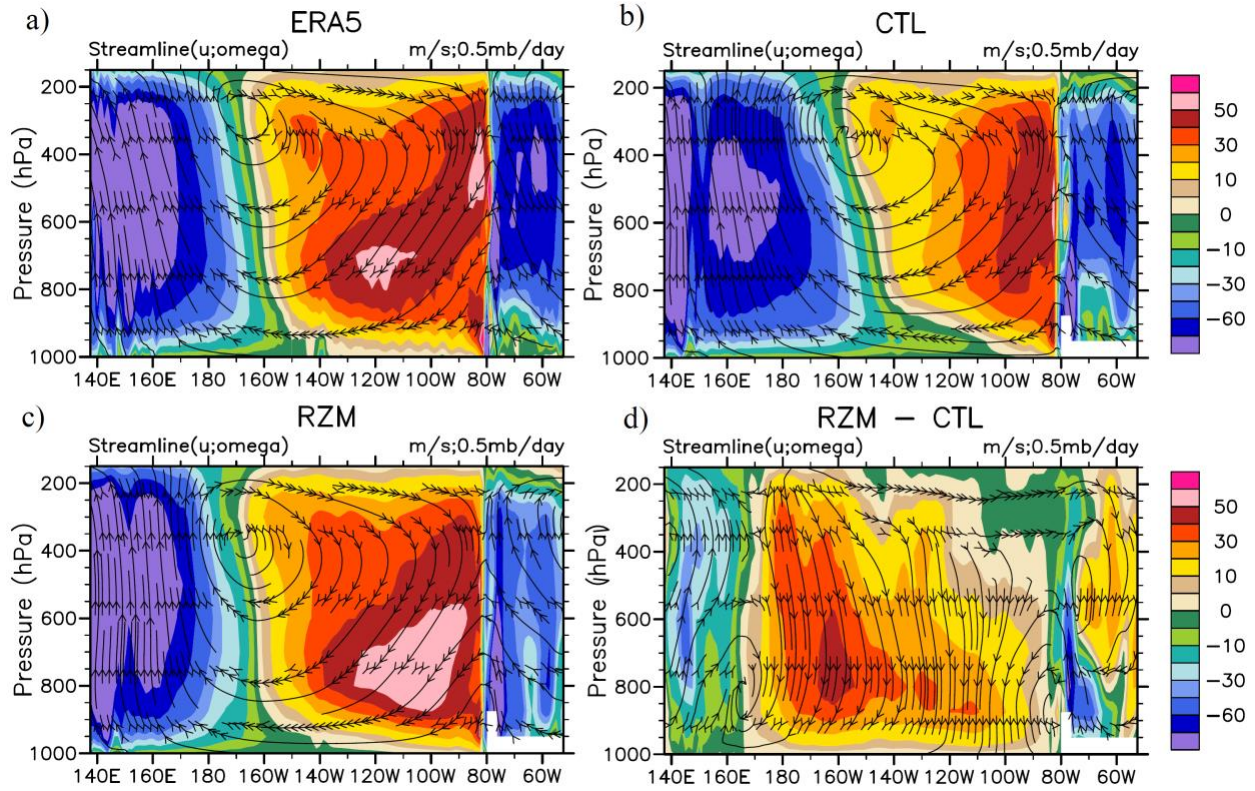 a) ERA5
Streamline(u;omega) m/s;0.5mb/day
Pressure (hPa)
200
400
600
800
1000
140E 160E 180 160W 140W 120W 100W 80W 60W
b) CTL
Streamline(u;omega) m/s;0.5mb/day
Pressure (hPa)
200
400
600
800
1000
140E 160E 180 160W 140W 120W 100W 80W 60W
50
30
10
0
−10
−30
−60
c) RZM
Streamline(u;omega) m/s;0.5mb/day
Pressure (hPa)
200
400
600
800
1000
140E 160E 180 160W 140W 120W 100W 80W 60W
RZM − CTL d)
Streamline(u;omega) m/s;0.5mb/day
Pressure (hPa)
200
400
600
800
1000
140E 160E 180 160W 140W 120W 100W 80W 60W
50
30
10
0
−10
−30
−60